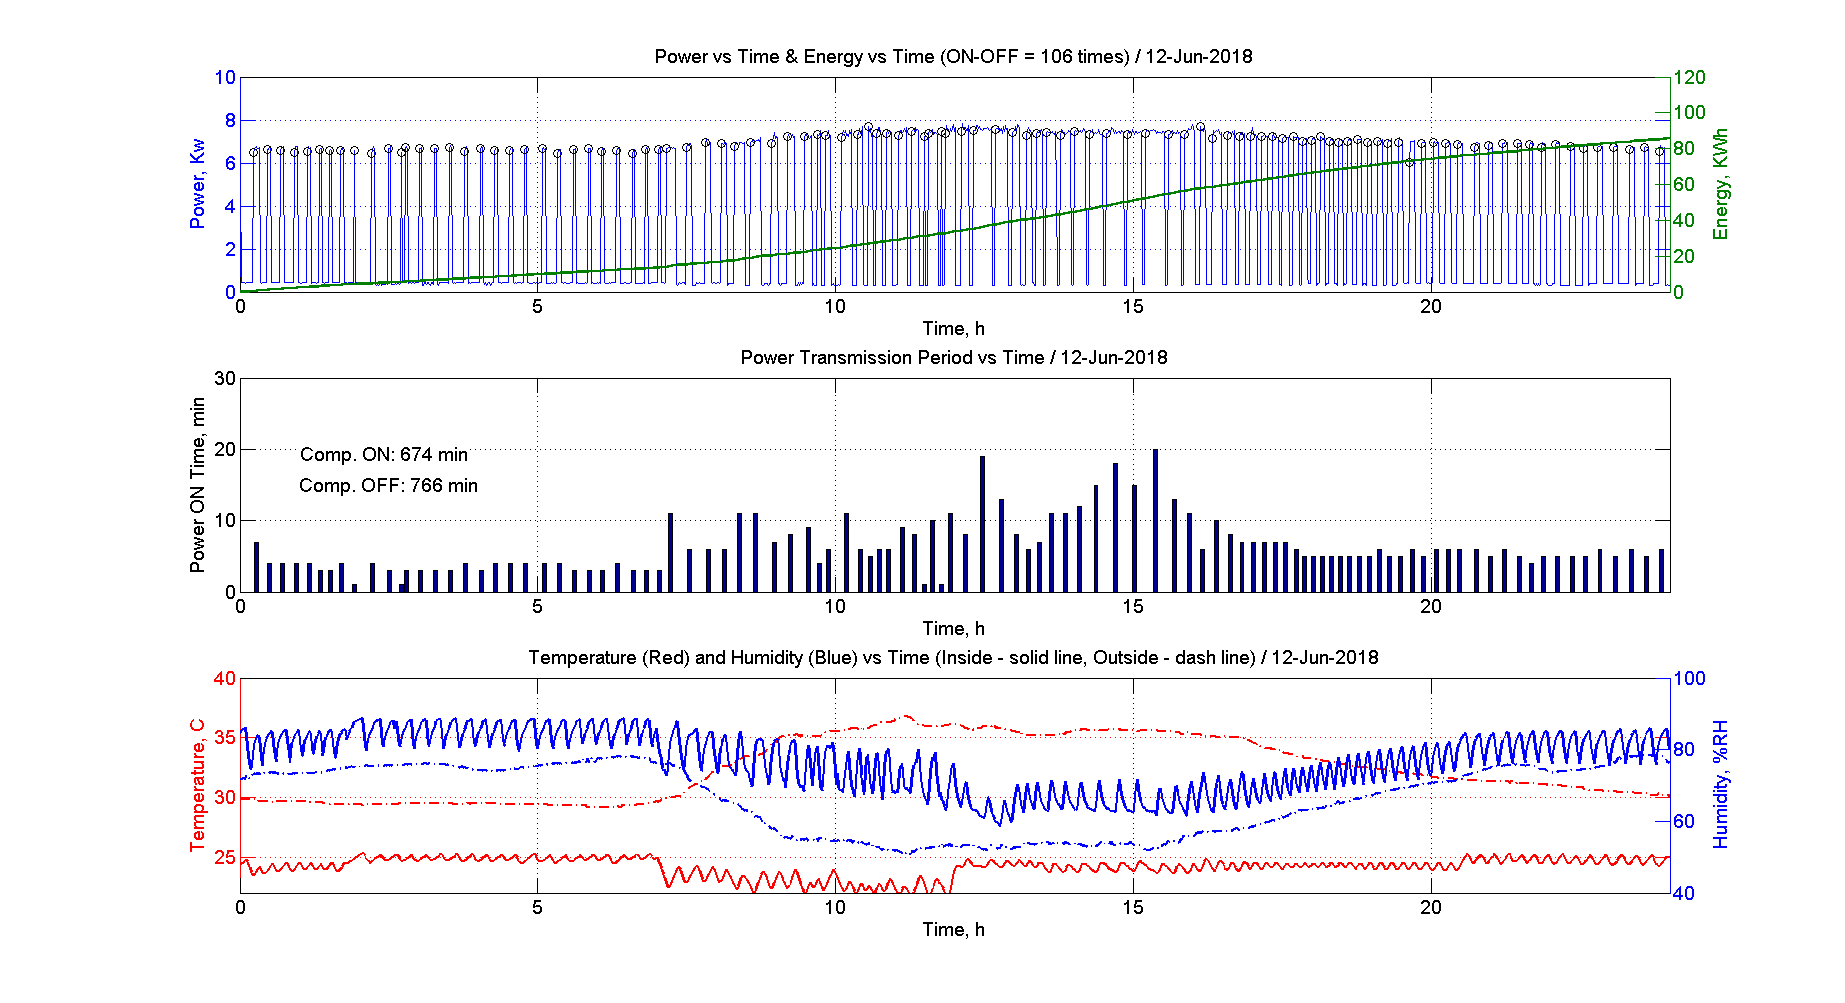 Power vs Time & Energy vs Time (ON-OFF = 106 times) / 12-Jun-2018
10
8
6
4
2
0
Power, Kw
120
100
80
60
40
20
0
Energy, KWh
0 5 10 15 20
Time, h
Power Transmission Period vs Time / 12-Jun-2018
30
20
10
0
Power ON Time, min
Comp. ON: 674 min
Comp. OFF: 766 min
0 5 10 15 20
Time, h
Temperature (Red) and Humidity (Blue) vs Time (Inside - solid line, Outside - dash line) / 12-Jun-2018
40
35
30
25
Temperature, C
100
80
60
40
Humidity, %RH
0 5 10 15 20
Time, h